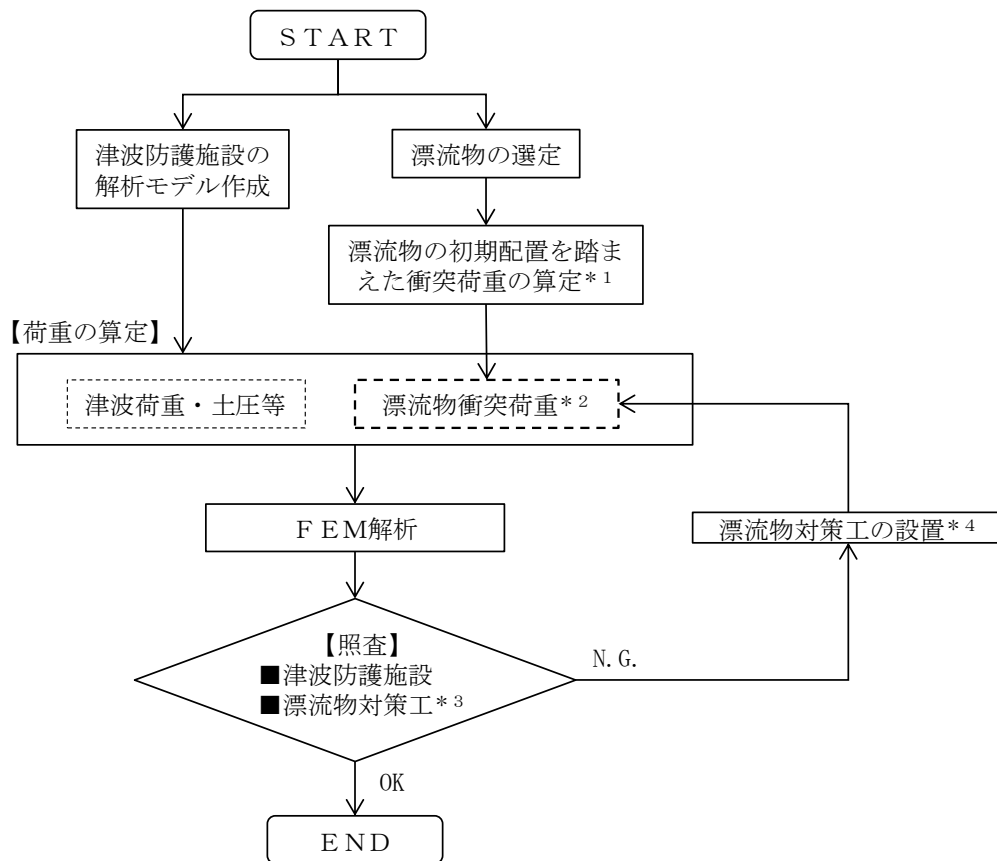 ＳＴＡＲＴ
津波防護施設の
解析モデル作成
漂流物の選定
漂流物の初期配置を踏ま
えた衝突荷重の算定*1
【荷重の算定】
津波荷重・土圧等
漂流物衝突荷重*2
ＦＥＭ解析
漂流物対策工の設置*4
【照査】
■津波防護施設
■漂流物対策工*3
N.G.
OK
ＥＮＤ